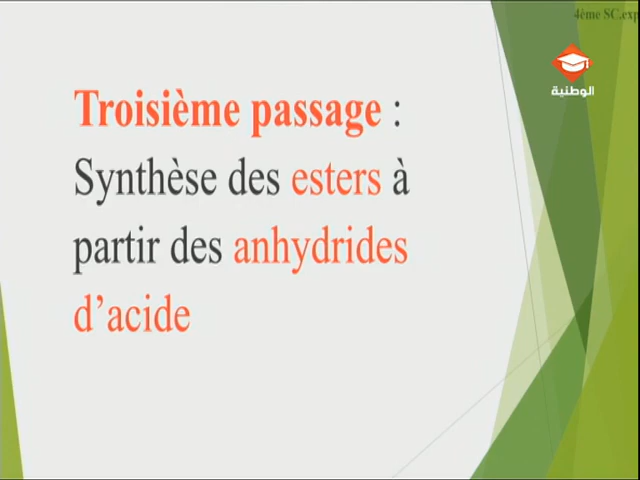 4ème SC.exp
الوطنية
Troisième passage :
Synthèse des esters à
partir des anhydrides
d’acide